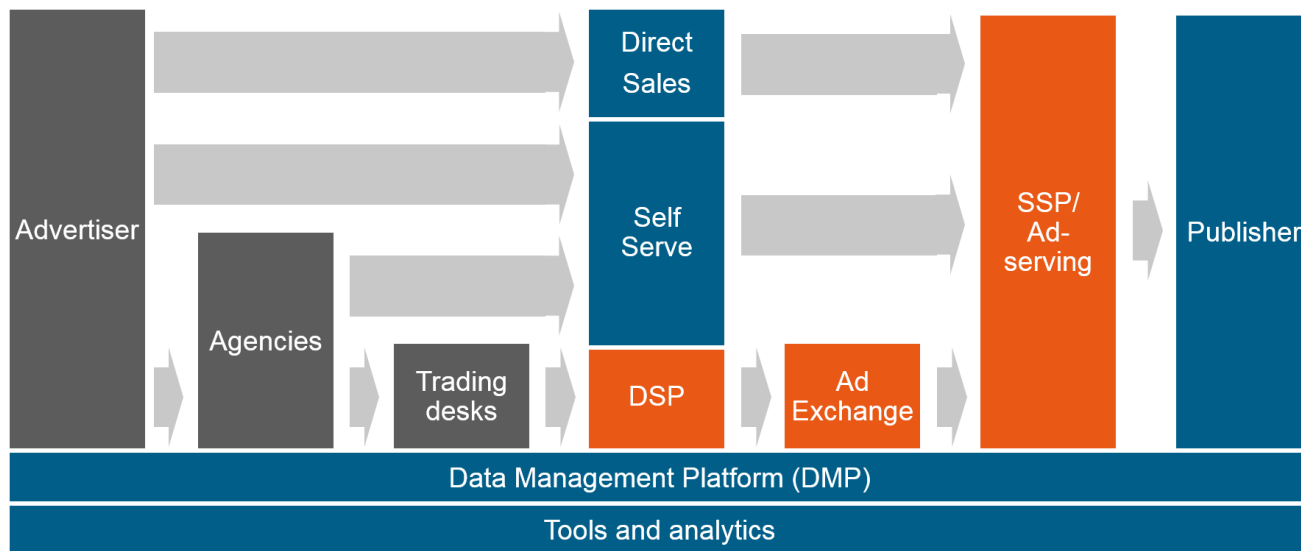 Direct
Sales
Advertiser
Self
Serve
SSP/
Ad-
serving
Publisher
Agencies
Trading
desks
DSP
Ad
Exchange
Data Management Platform (DMP)
Tools and analytics